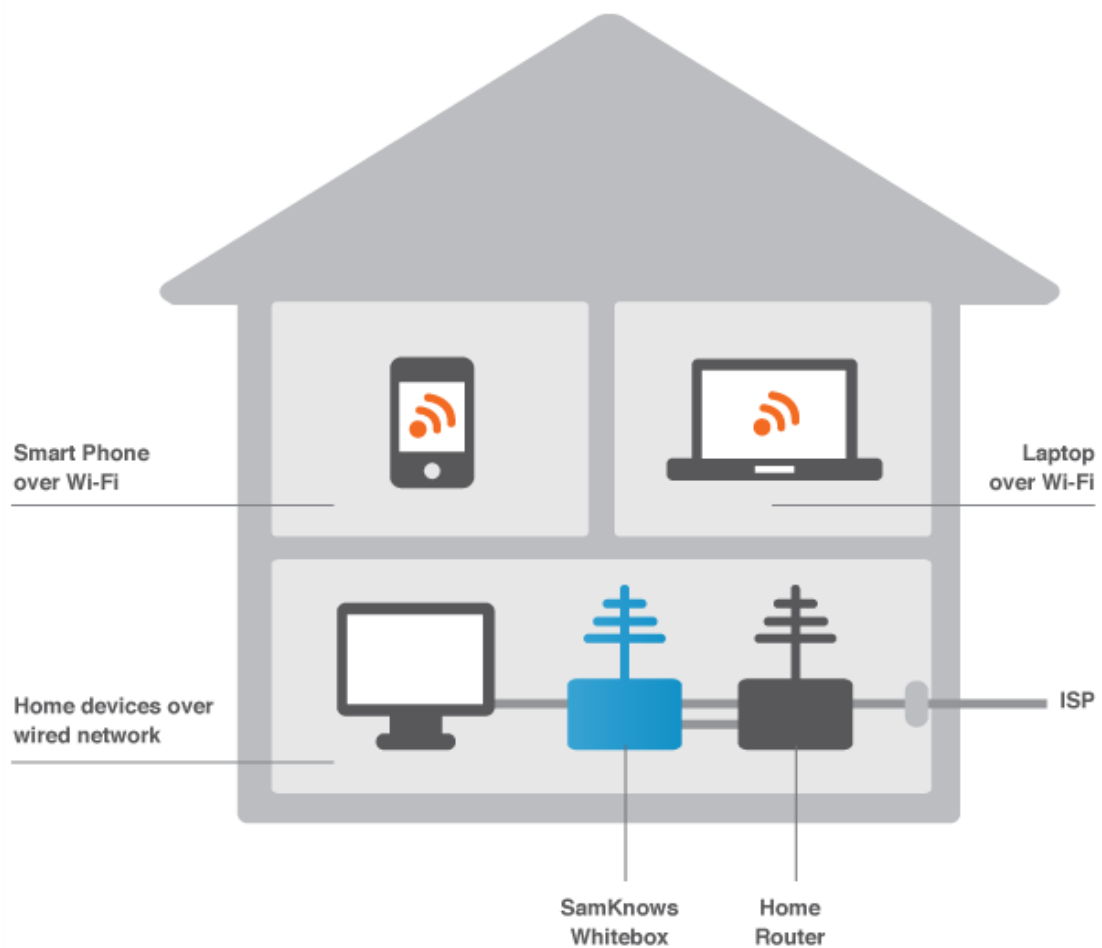 Smart Phone
over Wi-Fi
Laptop
over Wi-Fi
Home devices over
wired network
ISP
SamKnows
Whitebox
Home
Router